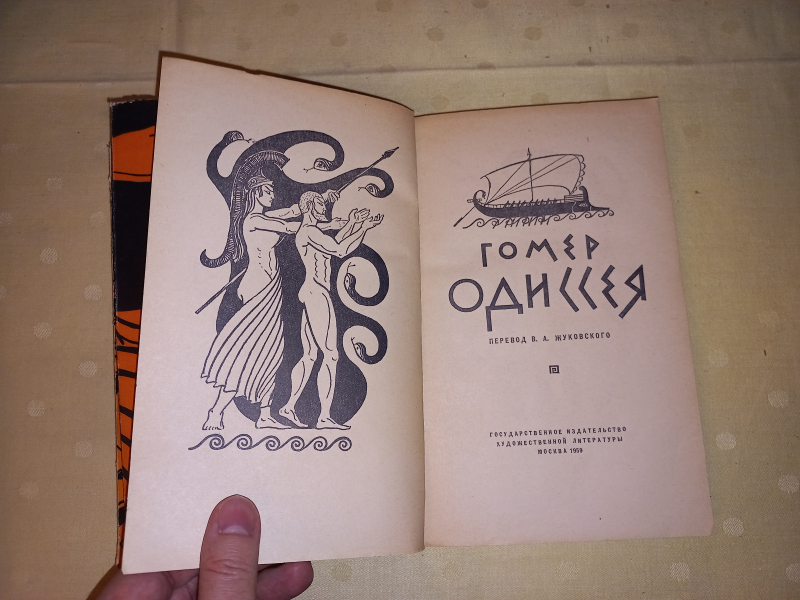 ГОМЕР
ОДИССЕЯ
ПЕРЕВОД В. А. ЖУКОВСКОГО
ГОСУДАРСТВЕННОЕ ИЗДАТЕЛЬСТВО
ХУДОЖЕСТВЕННОЙ ЛИТЕРАТУРЫ
МОСКВА 1959